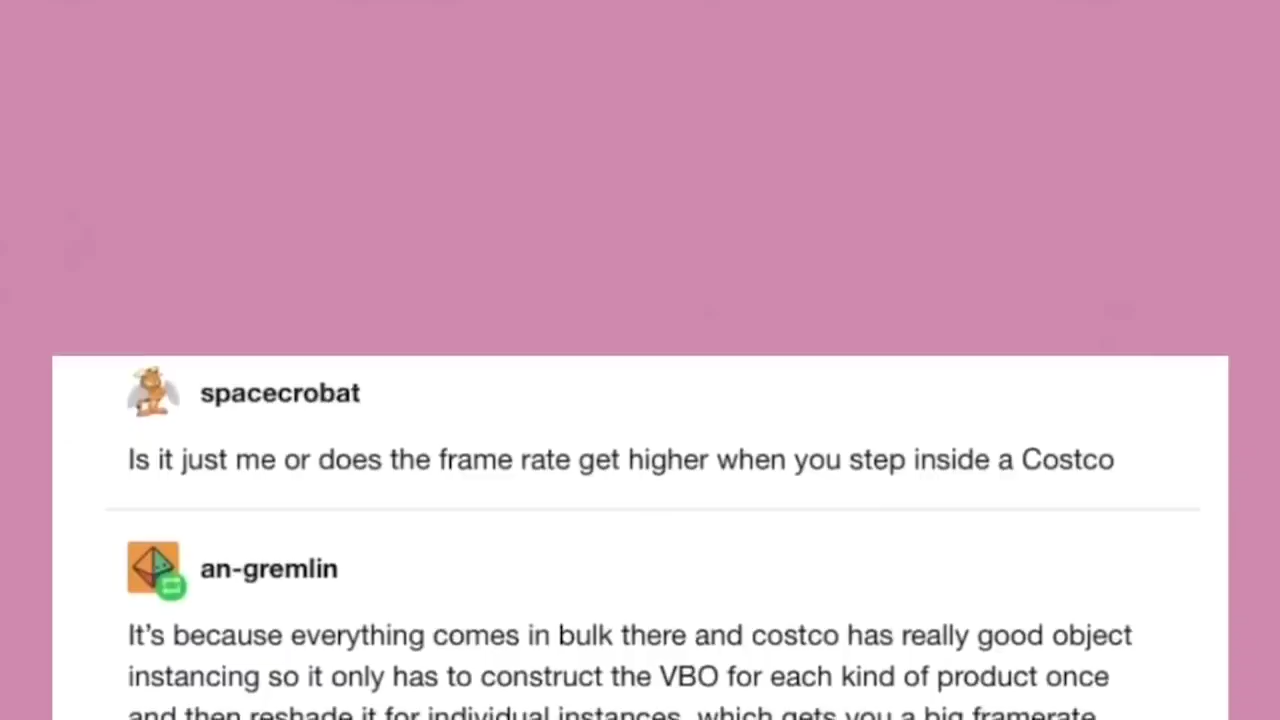 spacecrobat
Is it just me or does the frame rate get higher when you step inside a Costco
an-gremlin
It’s because everything comes in bulk there and costco has really good object
instancing so it only has to construct the VBO for each kind of product once
and then reshade it for individual instances, which gets you a big framerate